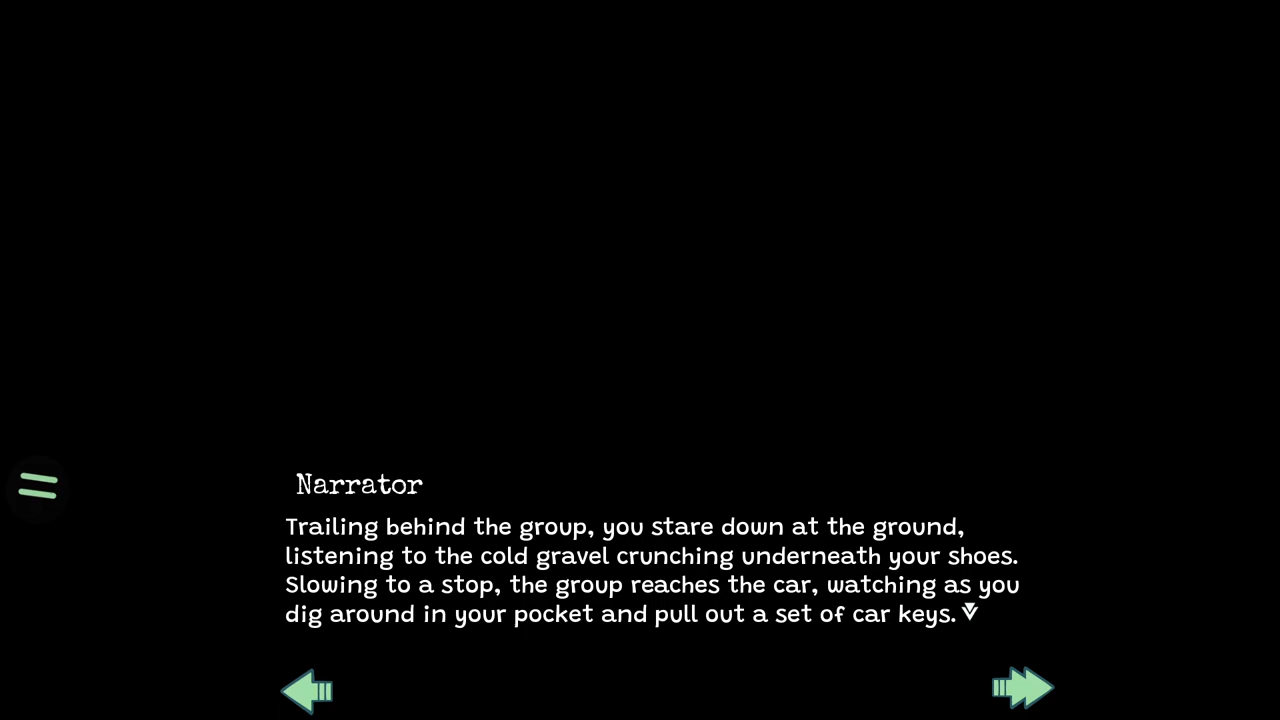 Narrator
Trailing behind the group, you stare down at the ground,
listening to the cold gravel crunching underneath your shoes.
Slowing to a stop, the group reaches the car, watching as you
dig around in your pocket and pull out a set of car keys.